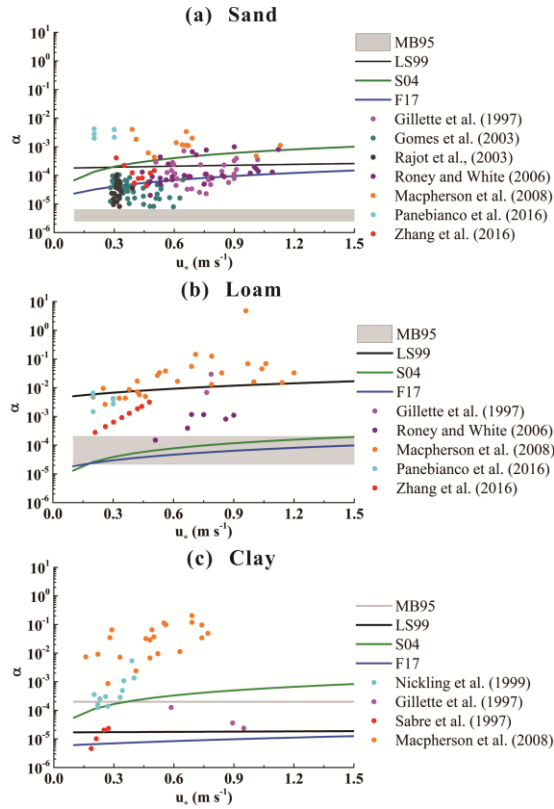 (a) Sand
10¹
10⁰
10⁻¹
10⁻²
10⁻³
10⁻⁴
10⁻⁵
10⁻⁶
α
0.0 0.3 0.6 0.9 1.2 1.5
u* (m s⁻¹)
MB95
LS99
S04
F17
Gillette et al. (1997)
Gomes et al. (2003)
Rajot et al., (2003)
Roney and White (2006)
Macpherson et al. (2008)
Panebianco et al. (2016)
Zhang et al. (2016)
(b) Loam
10¹
10⁰
10⁻¹
10⁻²
10⁻³
10⁻⁴
10⁻⁵
10⁻⁶
α
0.0 0.3 0.6 0.9 1.2 1.5
u* (m s⁻¹)
MB95
LS99
S04
F17
Gillette et al. (1997)
Roney and White (2006)
Macpherson et al. (2008)
Panebianco et al. (2016)
Zhang et al. (2016)
(c) Clay
10¹
10⁰
10⁻¹
10⁻²
10⁻³
10⁻⁴
10⁻⁵
10⁻⁶
α
0.0 0.3 0.6 0.9 1.2 1.5
u* (m s⁻¹)
MB95
LS99
S04
F17
Nickling et al. (1999)
Gillette et al. (1997)
Sabre et al. (1997)
Macpherson et al. (2008)